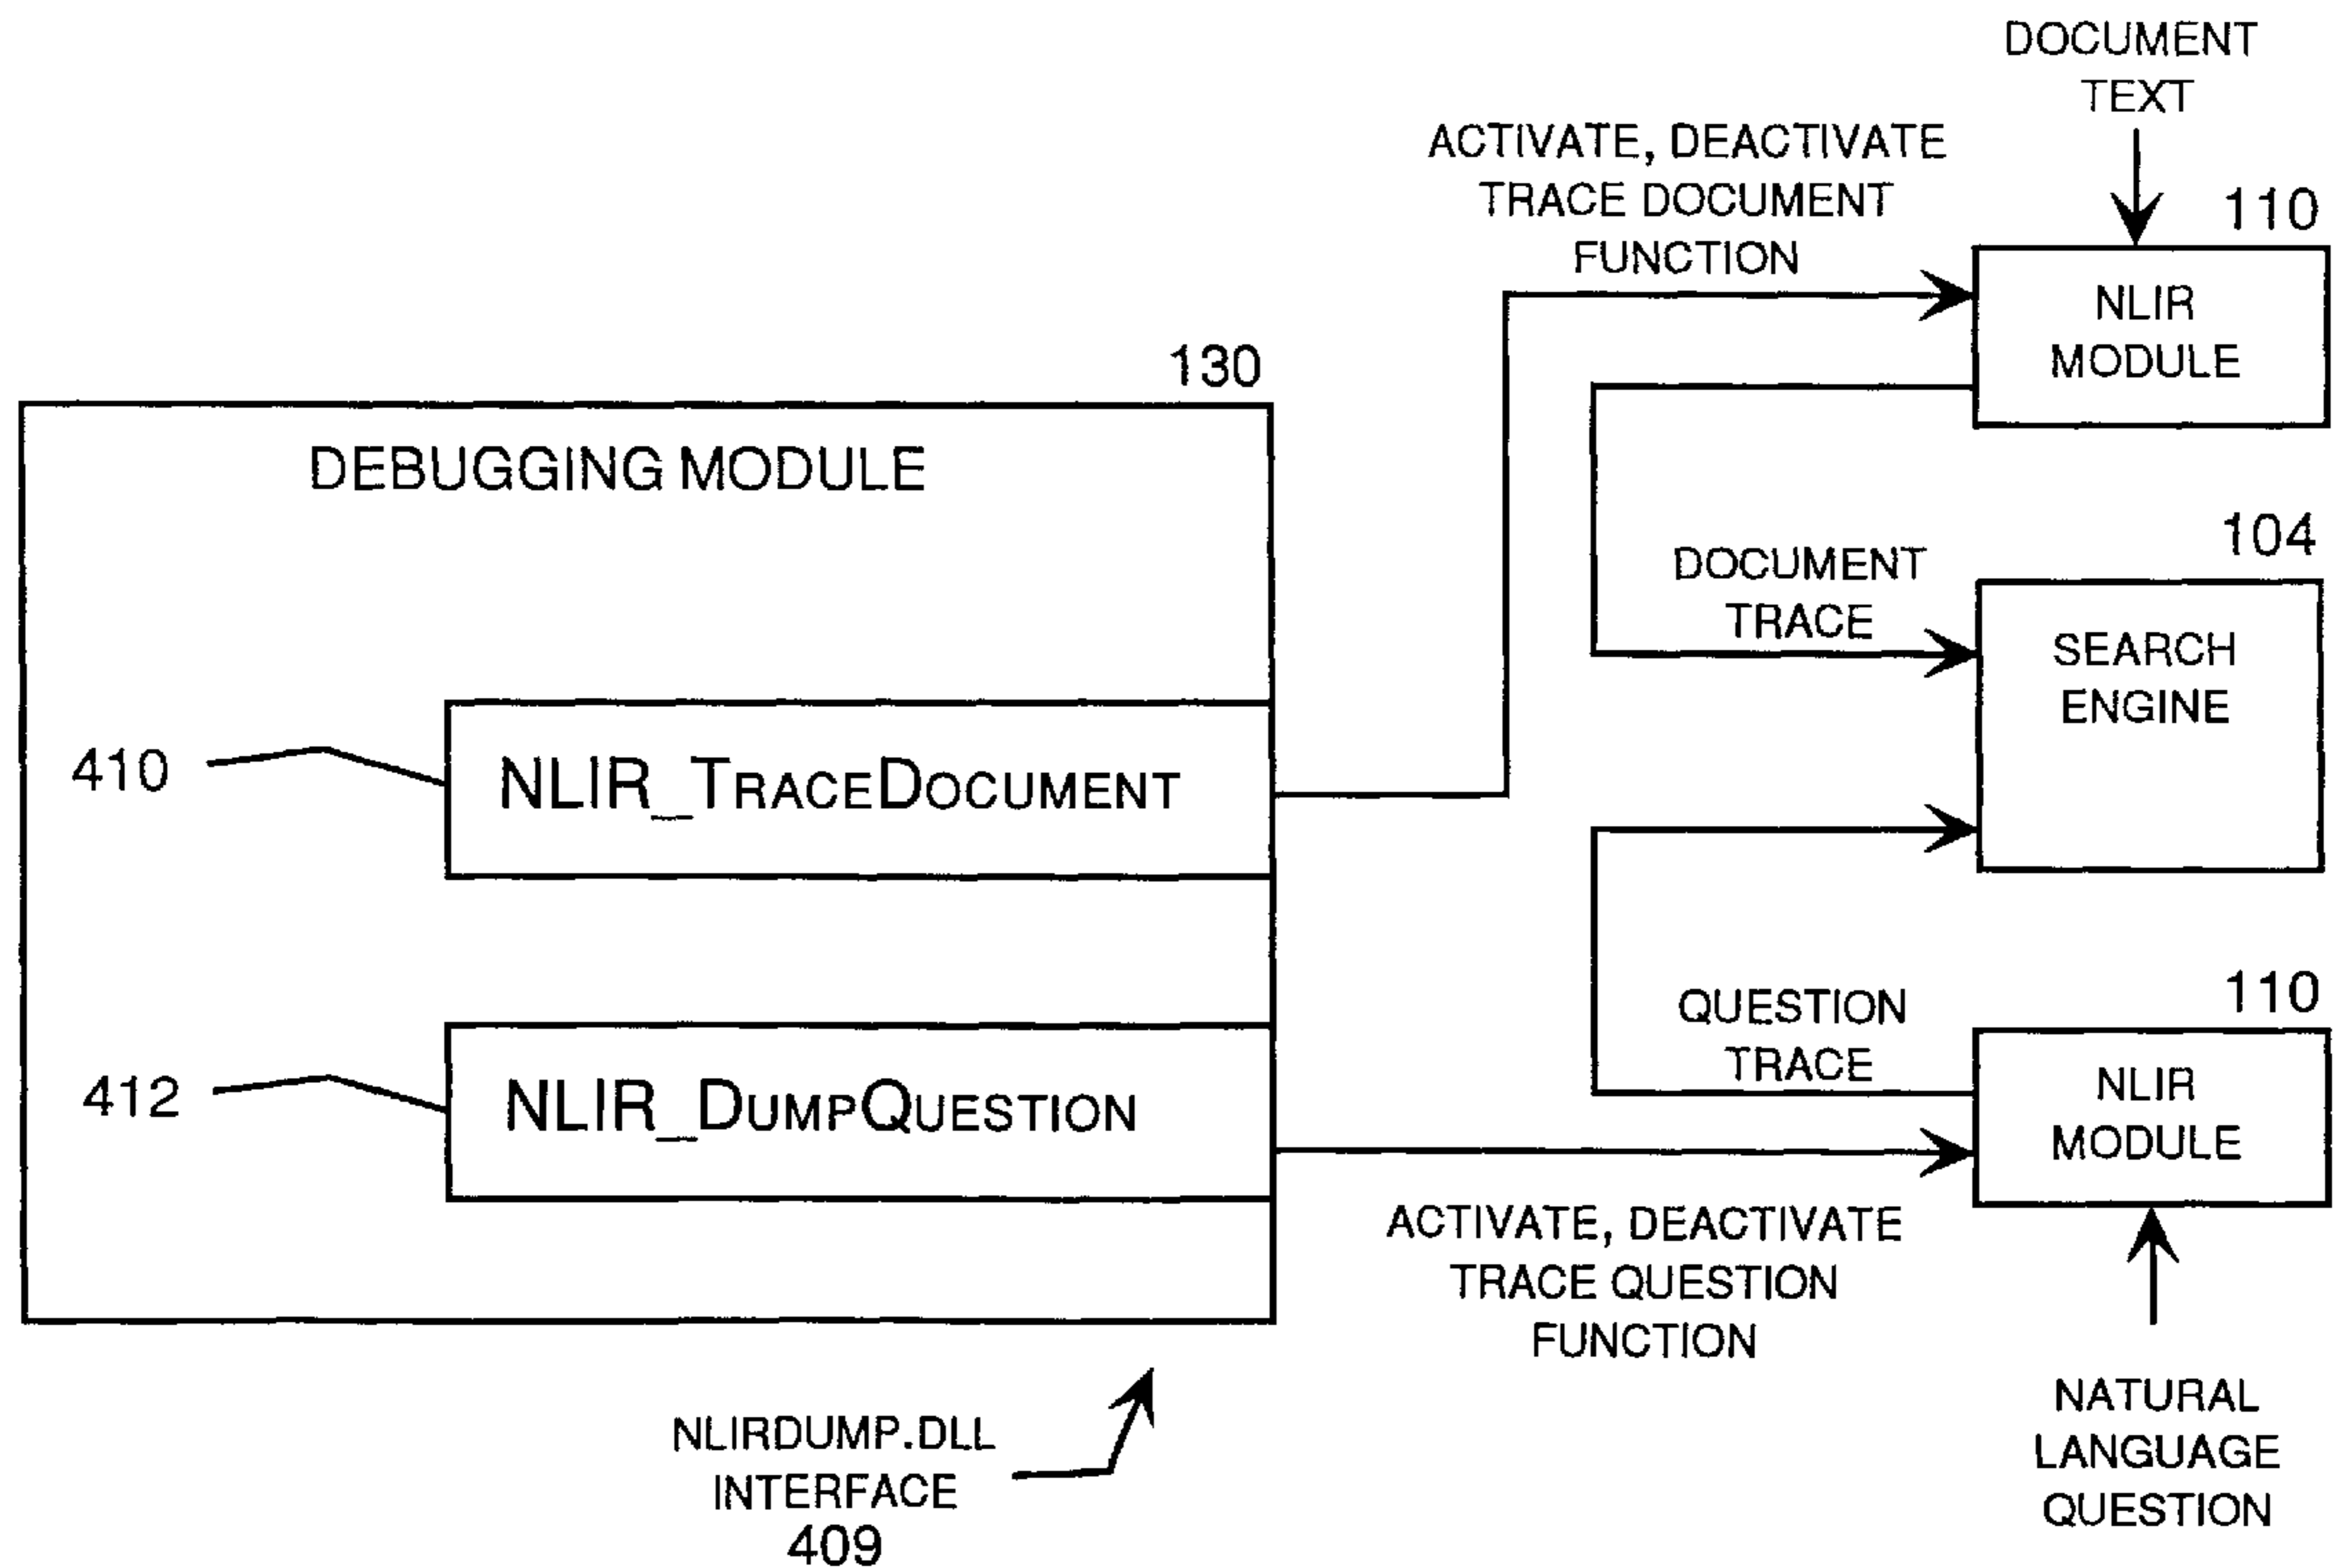 DOCUMENT
TEXT
ACTIVATE, DEACTIVATE
TRACE DOCUMENT
FUNCTION
110
NLIR
MODULE
130
DEBUGGING MODULE
104
DOCUMENT
TRACE
SEARCH
ENGINE
410
NLIR_TRACEDOCUMENT
110
QUESTION
TRACE
NLIR
MODULE
412
NLIR_DUMPQUESTION
ACTIVATE, DEACTIVATE
TRACE QUESTION
FUNCTION
NLIRDUMP.DLL
INTERFACE
409
NATURAL
LANGUAGE
QUESTION